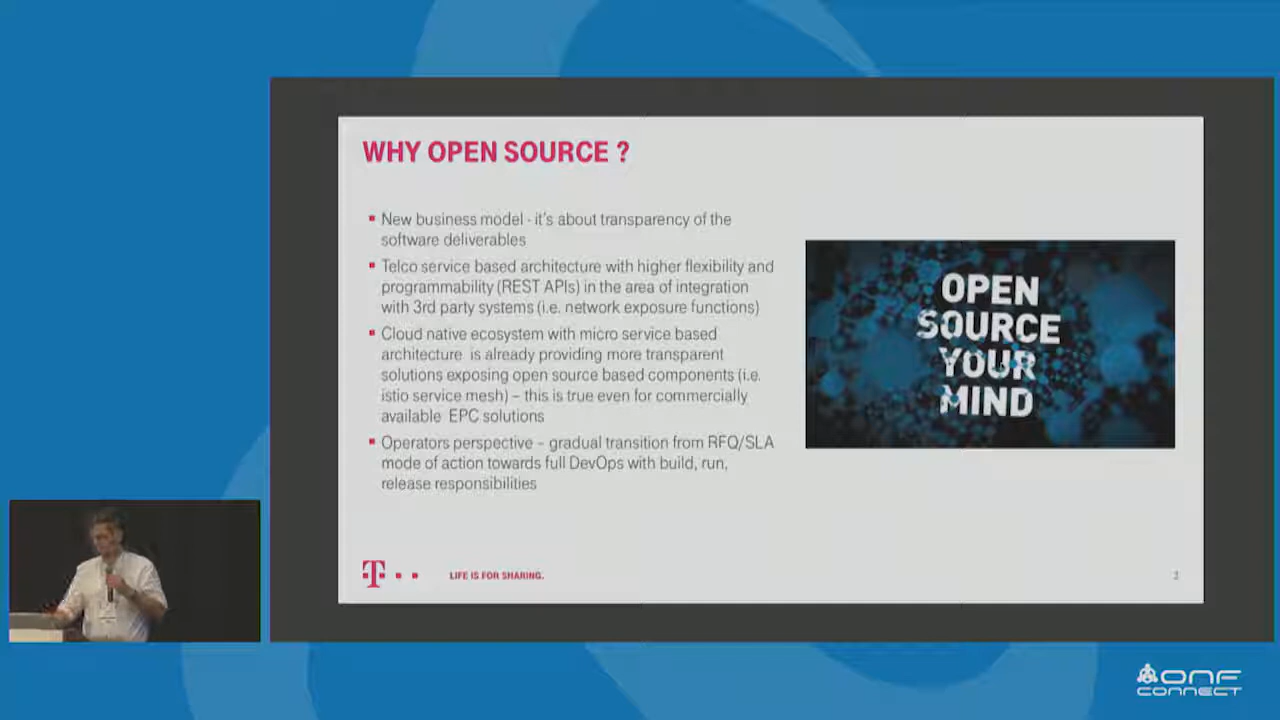 WHY OPEN SOURCE ?
New business model - it's about transparency of the
software deliverables
Telco service based architecture with higher flexibility and
programmability (REST APIs) in the area of integration
with 3rd party systems (i.e. network exposure functions)
Cloud native ecosystem with micro service based
architecture is already providing more transparent
solutions exposing open source based components (i.e.
istio service mesh) – this is true even for commercially
available EPC solutions
Operators perspective – gradual transition from RFQ/SLA
mode of action towards full DevOps with build, run,
release responsibilities
OPEN
SOURCE
YOUR
MIND
T
LIFE IS FOR SHARING.
ONF
CONNECT